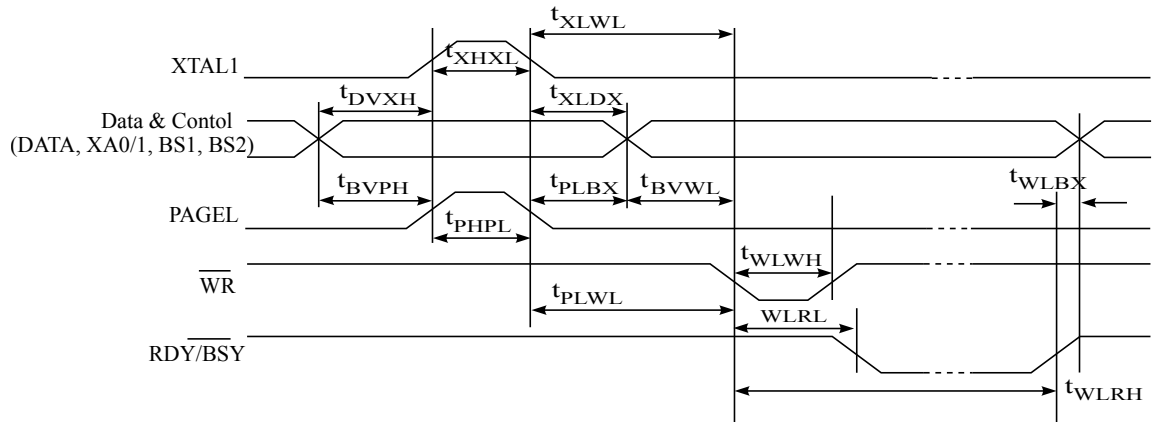 tXLWL
XTAL1
tXHXL
tDVXH
tXLDX
Data & Contol
(DATA, XA0/1, BS1, BS2)
tBVPH
tPLBX
tBVWL
tWLBX
PAGEL
tPHPL
WR
tWLWH
tPLWL
WLRL
RDY/BSY
tWLRH